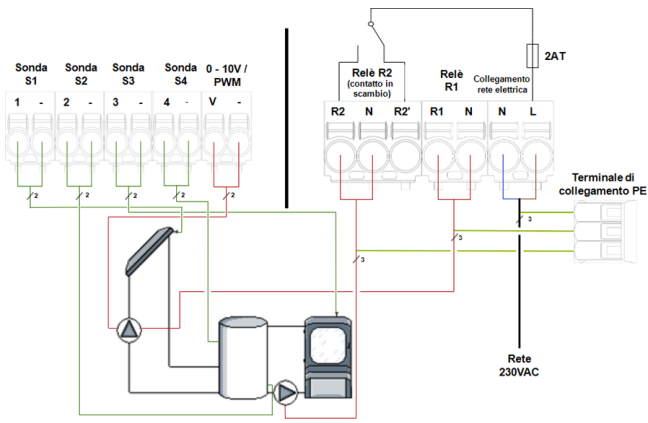 Sonda S1
Sonda S2
Sonda S3
Sonda S4
0 - 10V / PWM
1 - 2 - 3 - 4 - V -
2 2 2 2 2
Relè R2 (contatto in scambio)
Relè R1
Collegamento rete elettrica
2AT
R2 N R2' R1 N N L
Terminale di collegamento PE
3
3
3
Rete
230VAC